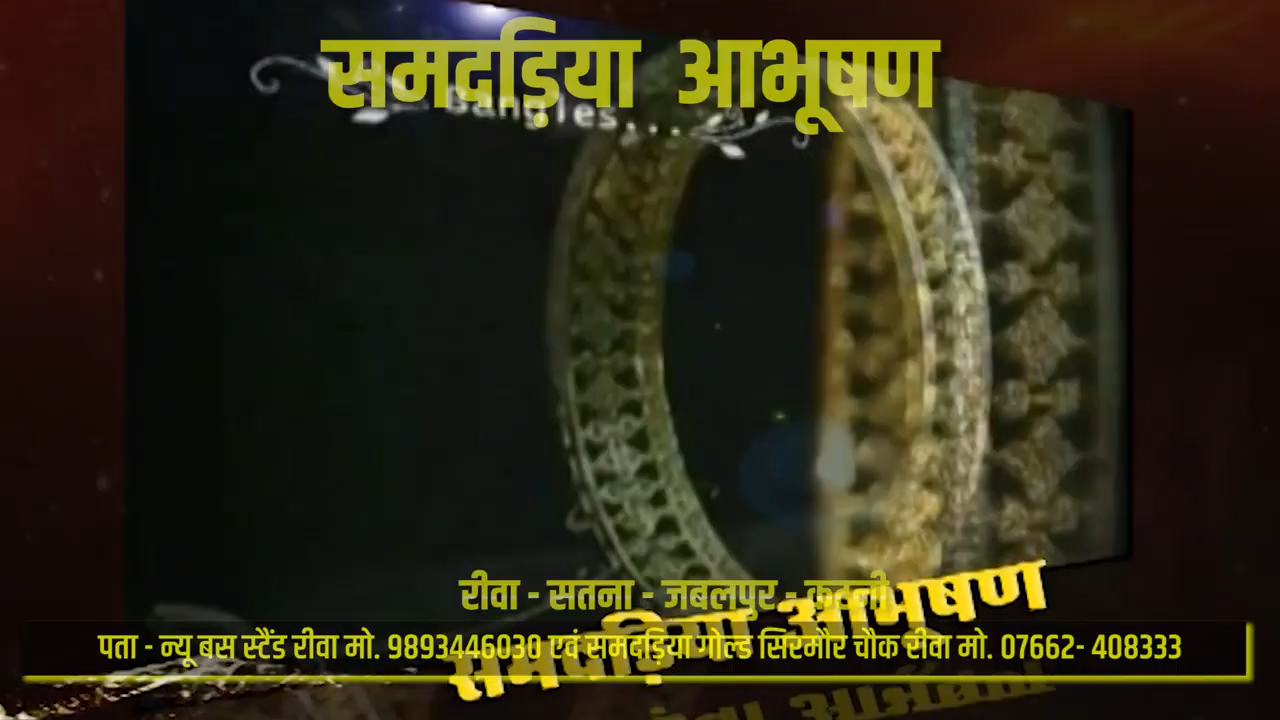 समदड़िया आभूषण
Bangles....
रीवा - सतना - जबलपुर - कटनी
समदड़िया आभूषण
पता - न्यू बस स्टैंड रीवा मो. 9893446030 एवं समदड़िया गोल्ड सिरमौर चौक रीवा मो. 07662- 408333